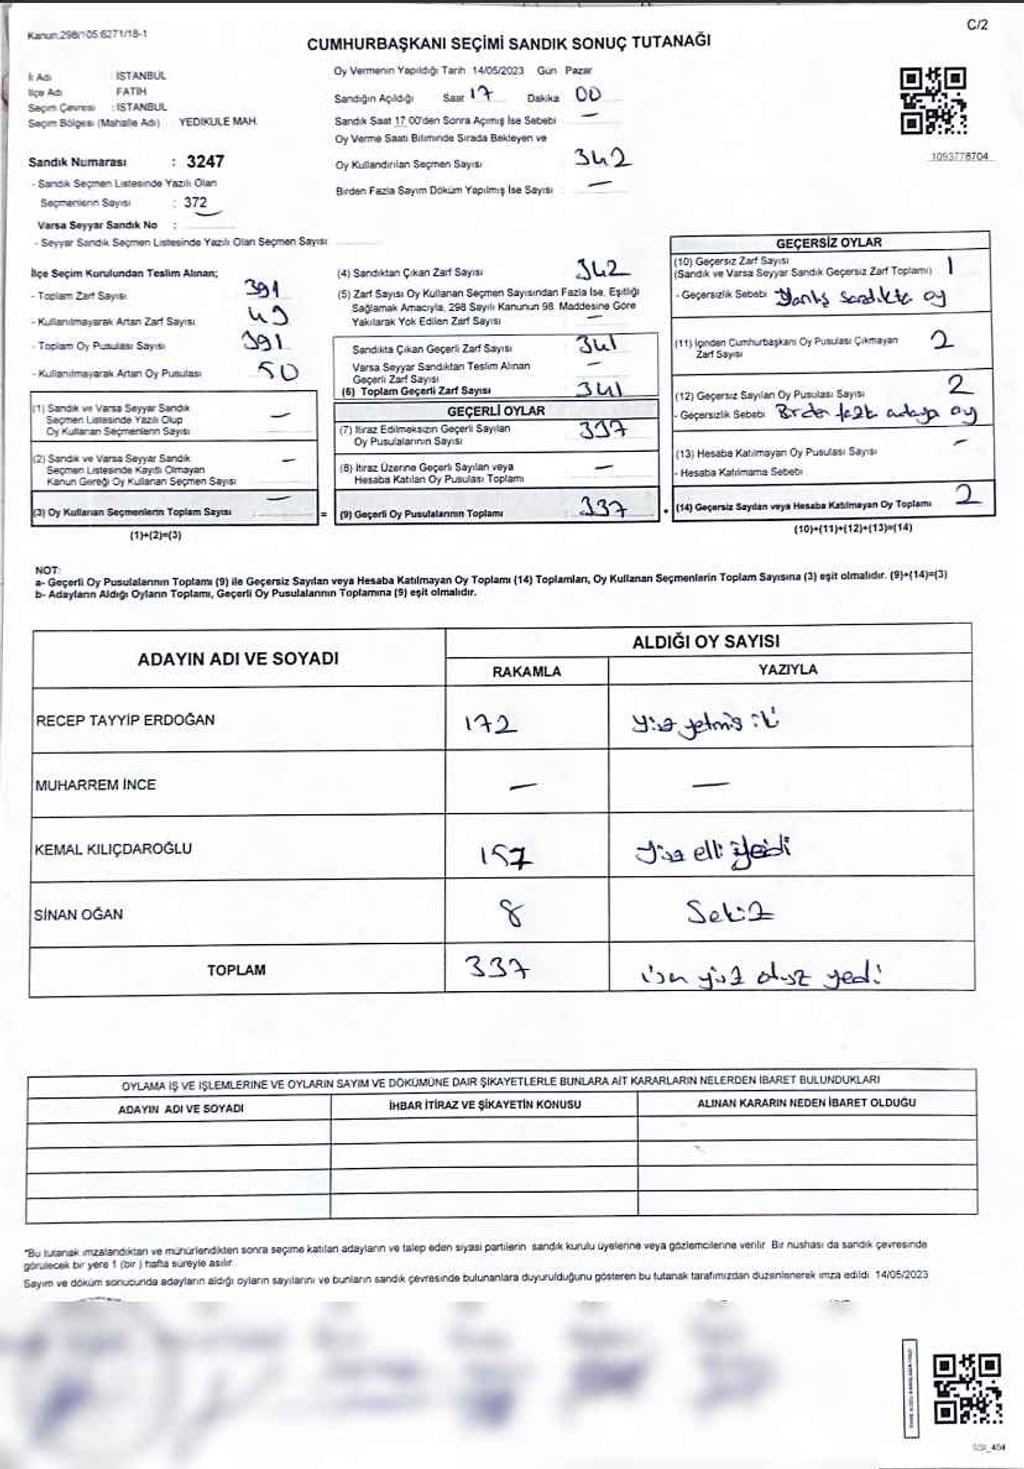 Kanun:298/105 6271/18-1
C/2
CUMHURBAŞKANI SEÇİMİ SANDIK SONUÇ TUTANAĞI
İl Adı : İSTANBUL
İlçe Adı : FATİH
Seçim Çevresi : İSTANBUL
Seçim Bölgesi (Mahalle Adı) : YEDİKULE MAH.
Oy Vermenin Yapıldığı Tarih 14/05/2023 Gün Pazar
Sandığın Açıldığı Saat 17 Dakika 00
Sandık Saat 17 00'den Sonra Açımış İse Sebebi —
Oy Verme Saati Bitiminde Sırada Bekleyen ve
Oy Kullandırılan Seçmen Sayısı 342
Birden Fazla Sayım Döküm Yapılmış İse Sayısı —
1093778704
Sandık Numarası : 3247
- Sandık Seçmen Listesinde Yazılı Olan
Seçmenlerin Sayısı : 372
Varsa Seyyar Sandık No :
- Seyyar Sandık Seçmen Listesinde Yazılı Olan Seçmen Sayısı
İlçe Seçim Kurulundan Teslim Alınan;
- Toplam Zarf Sayısı 391
- Kullanılmayarak Artan Zarf Sayısı 49
- Toplam Oy Pusulası Sayısı 391
- Kullanılmayarak Artan Oy Pusulası 50
(1) Sandık ve Varsa Seyyar Sandık
Seçmen Listesinde Yazılı Olup
Oy Kullanan Seçmenlerin Sayısı —
(2) Sandık ve Varsa Seyyar Sandık
Seçmen Listesinde Kayıtlı Olmayan
Kanun Gereği Oy Kullanan Seçmen Sayısı —
(3) Oy Kullanan Seçmenlerin Toplam Sayısı —
(1)+(2)=(3)
(4) Sandıktan Çıkan Zarf Sayısı 342
(5) Zarf Sayısı Oy Kullanan Seçmen Sayısından Fazla İse, Eşitliği
Sağlamak Amacıyla, 298 Sayılı Kanunun 98. Maddesine Göre
Yakılarak Yok Edilen Zarf Sayısı —
Sandıkta Çıkan Geçerli Zarf Sayısı 341
Varsa Seyyar Sandıktan Teslim Alınan
Geçerli Zarf Sayısı —
(6) Toplam Geçerli Zarf Sayısı 341
GEÇERLİ OYLAR
(7) İtiraz Edilmeksizin Geçerli Sayılan
Oy Pusulalarının Sayısı 337
(8) İtiraz Üzerine Geçerli Sayılan veya
Hesaba Katılan Oy Pusulası Toplamı —
= (9) Geçerli Oy Pusulalarının Toplamı 337
GEÇERSİZ OYLAR
(10) Geçersiz Zarf Sayısı
(Sandık ve Varsa Seyyar Sandık Geçersiz Zarf Toplamı) 1
- Geçersizlik Sebebi Yanlış sandıkta oy
(11) İçinden Cumhurbaşkanı Oy Pusulası Çıkmayan
Zarf Sayısı 2
(12) Geçersiz Sayılan Oy Pusulası Sayısı 2
- Geçersizlik Sebebi Birden fazla adaya oy
(13) Hesaba Katılmayan Oy Pusulası Sayısı —
- Hesaba Katılmama Sebebi
+ (14) Geçersiz Sayılan veya Hesaba Katılmayan Oy Toplamı 2
(10)+(11)+(12)+(13)=(14)
NOT:
a- Geçerli Oy Pusulalarının Toplamı (9) ile Geçersiz Sayılan veya Hesaba Katılmayan Oy Toplamı (14) Toplamları, Oy Kullanan Seçmenlerin Toplam Sayısına (3) eşit olmalıdır. (9)+(14)=(3)
b- Adayların Aldığı Oyların Toplamı, Geçerli Oy Pusulalarının Toplamına (9) eşit olmalıdır.
ADAYIN ADI VE SOYADI
ALDIĞI OY SAYISI
RAKAMLA YAZIYLA
RECEP TAYYİP ERDOĞAN 172 Yüz yetmiş iki
MUHARREM İNCE — —
KEMAL KILIÇDAROĞLU 157 Yüz elli yedi
SİNAN OĞAN 8 Sekiz
TOPLAM 337 üç yüz otuz yedi
OYLAMA İŞ VE İŞLEMLERİNE VE OYLARIN SAYIM VE DÖKÜMÜNE DAİR ŞİKAYETLERLE BUNLARA AİT KARARLARIN NELERDEN İBARET BULUNDUKLARI
ADAYIN ADI VE SOYADI İHBAR İTİRAZ VE ŞİKAYETİN KONUSU ALINAN KARARIN NEDEN İBARET OLDUĞU
*Bu tutanak imzalandıktan ve mühürlendikten sonra seçime katılan adayların ve talep eden siyasi partilerin sandık kurulu üyelerine veya gözlemcilerine verilir Bir nushası da sandık çevresinde
görülecek bir yere 1 (bir) hafta süreyle asılır.
Sayım ve döküm sonucunda adayların aldığı oyların sayılarını ve bunların sandık çevresinde bulunanlara duyurulduğunu gösteren bu tutanak tarafımızdan düzenlenerek imza edildi 14/05/2023